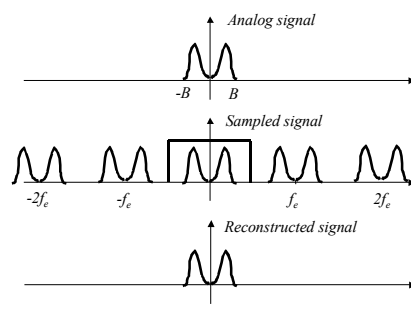 Analog signal
-B B
Sampled signal
-2fe -fe fe 2fe
Reconstructed signal